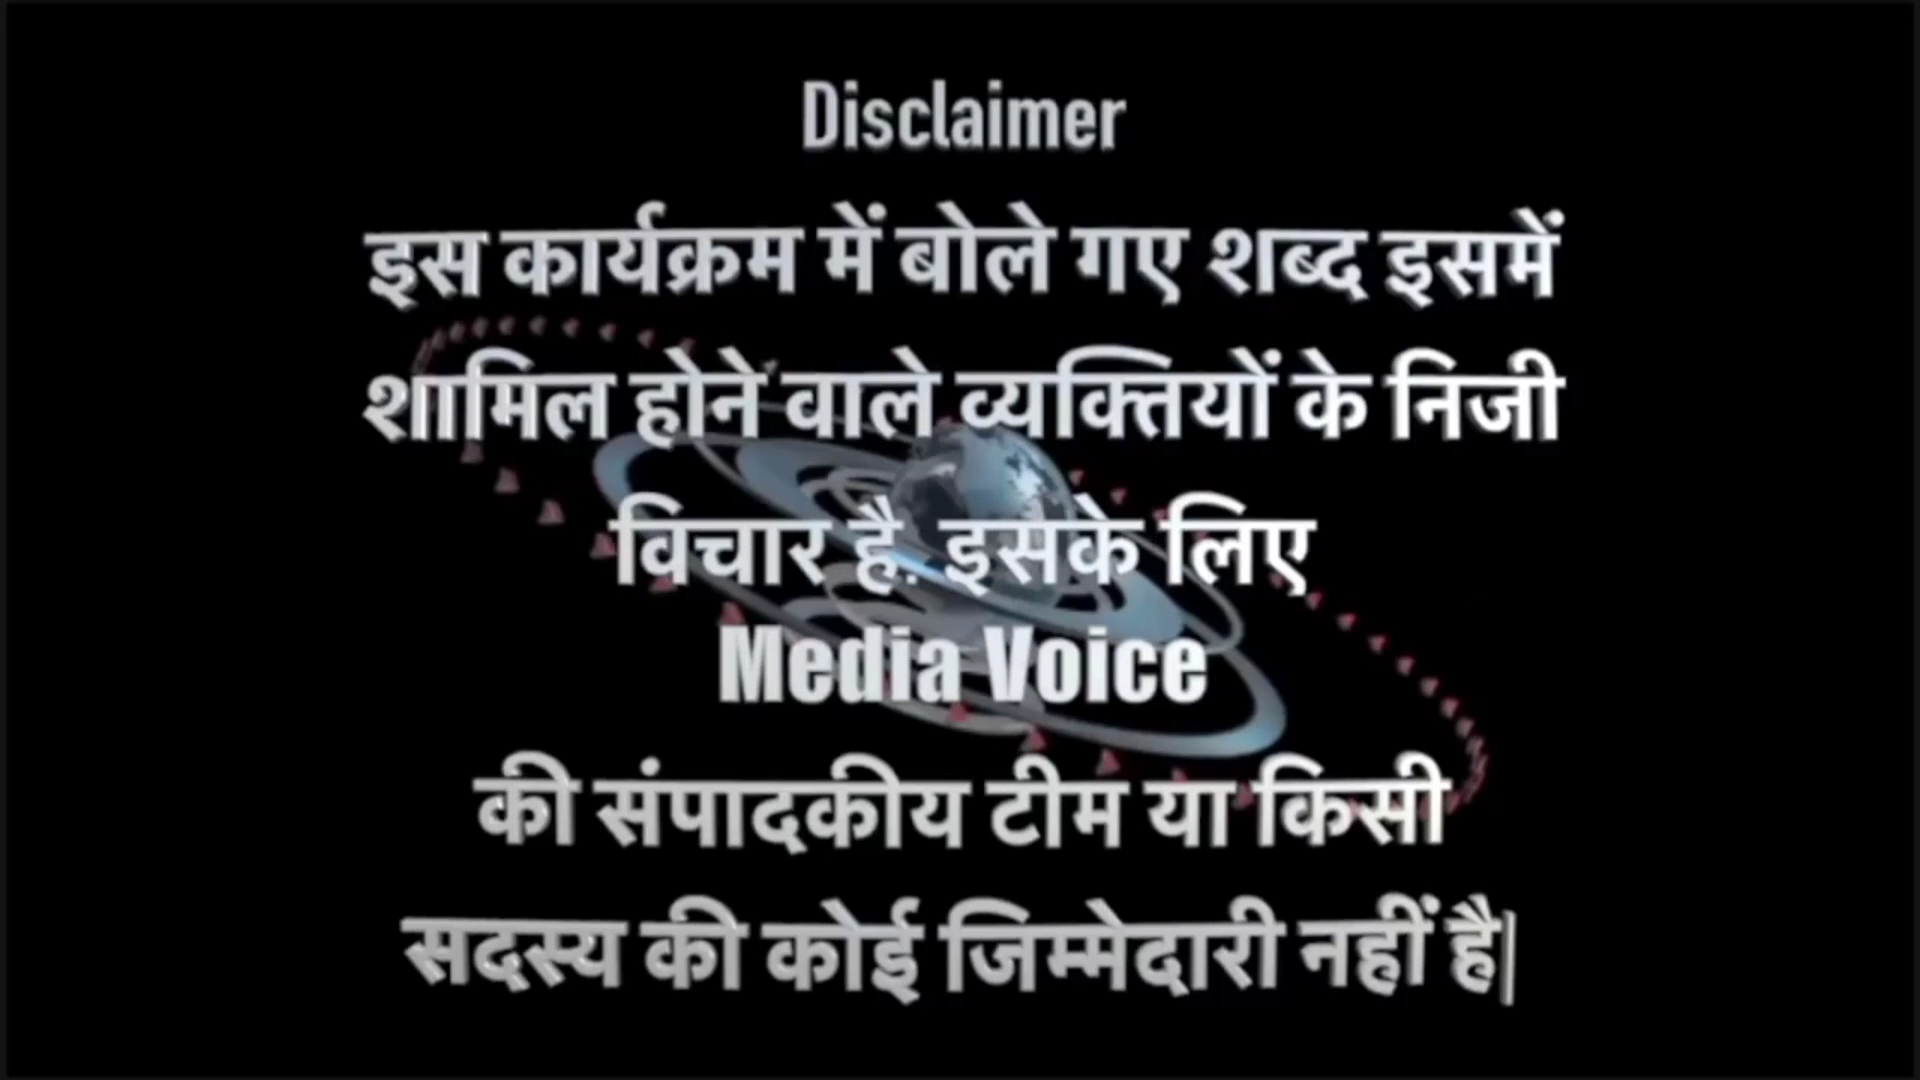 Disclaimer
इस कार्यक्रम में बोले गए शब्द इसमें
शामिल होने वाले व्यक्तियों के निजी
विचार है. इसके लिए
Media Voice
की संपादकीय टीम या किसी
सदस्य की कोई जिम्मेदारी नहीं है|